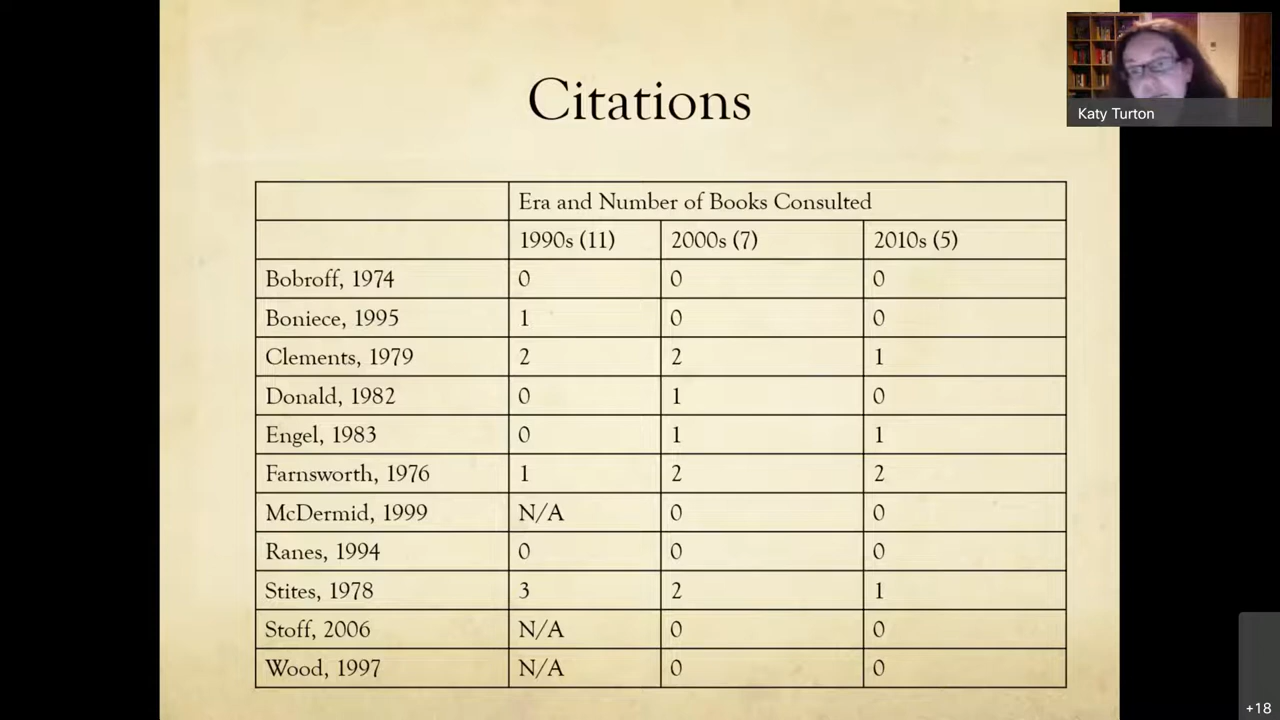 Citations
Katy Turton
Era and Number of Books Consulted
1990s (11) 2000s (7) 2010s (5)
Bobroff, 1974 0 0 0
Boniece, 1995 1 0 0
Clements, 1979 2 2 1
Donald, 1982 0 1 0
Engel, 1983 0 1 1
Farnsworth, 1976 1 2 2
McDermid, 1999 N/A 0 0
Ranes, 1994 0 0 0
Stites, 1978 3 2 1
Stoff, 2006 N/A 0 0
Wood, 1997 N/A 0 0
+18